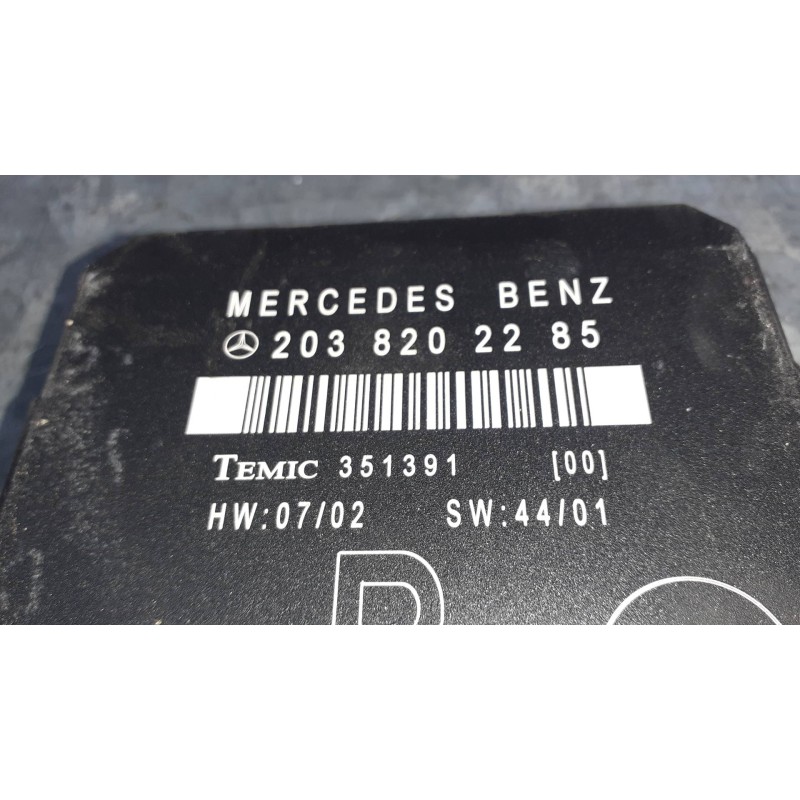 MERCEDES BENZ
203 820 22 85
TEMIC 351391 [00]
HW:07/02 SW:44/01
R